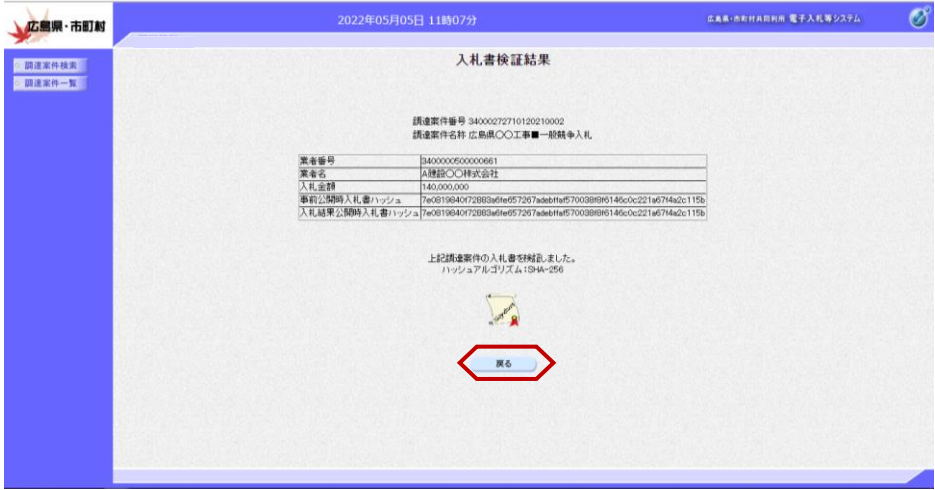 広島県・市町村
2022年05月05日 11時07分
広島県・市町村共同利用 電子入札等システム
調達案件検索
調達案件一覧
入札書検証結果
調達案件番号 34000272710120210002
調達案件名称 広島県〇〇工事■一般競争入札
業者番号 3400000500000661
業者名 A建設〇〇株式会社
入札金額 140,000,000
事前公開時入札書ハッシュ
入札結果公開時入札書ハッシュ
上記調達案件の入札書を検証しました。
ハッシュアルゴリズム:SHA-256
戻る